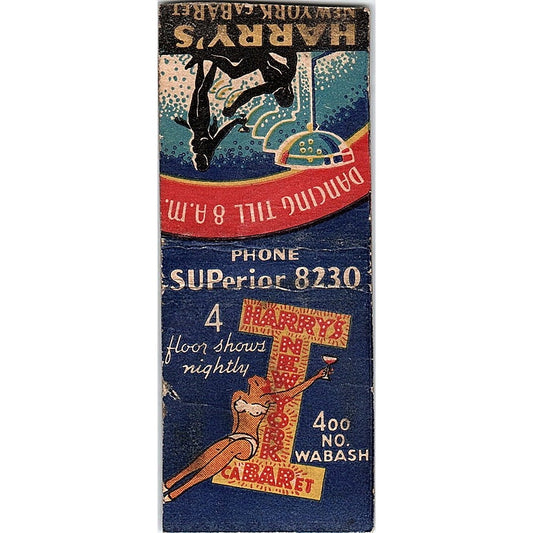 HARRY'S
NEW YORK CABARET
DANCING TILL 8 A.M.
PHONE
SUPerior 8230
4
floor shows
nightly
HARRY'S
NEW YORK
CABARET
400
NO.
WABASH